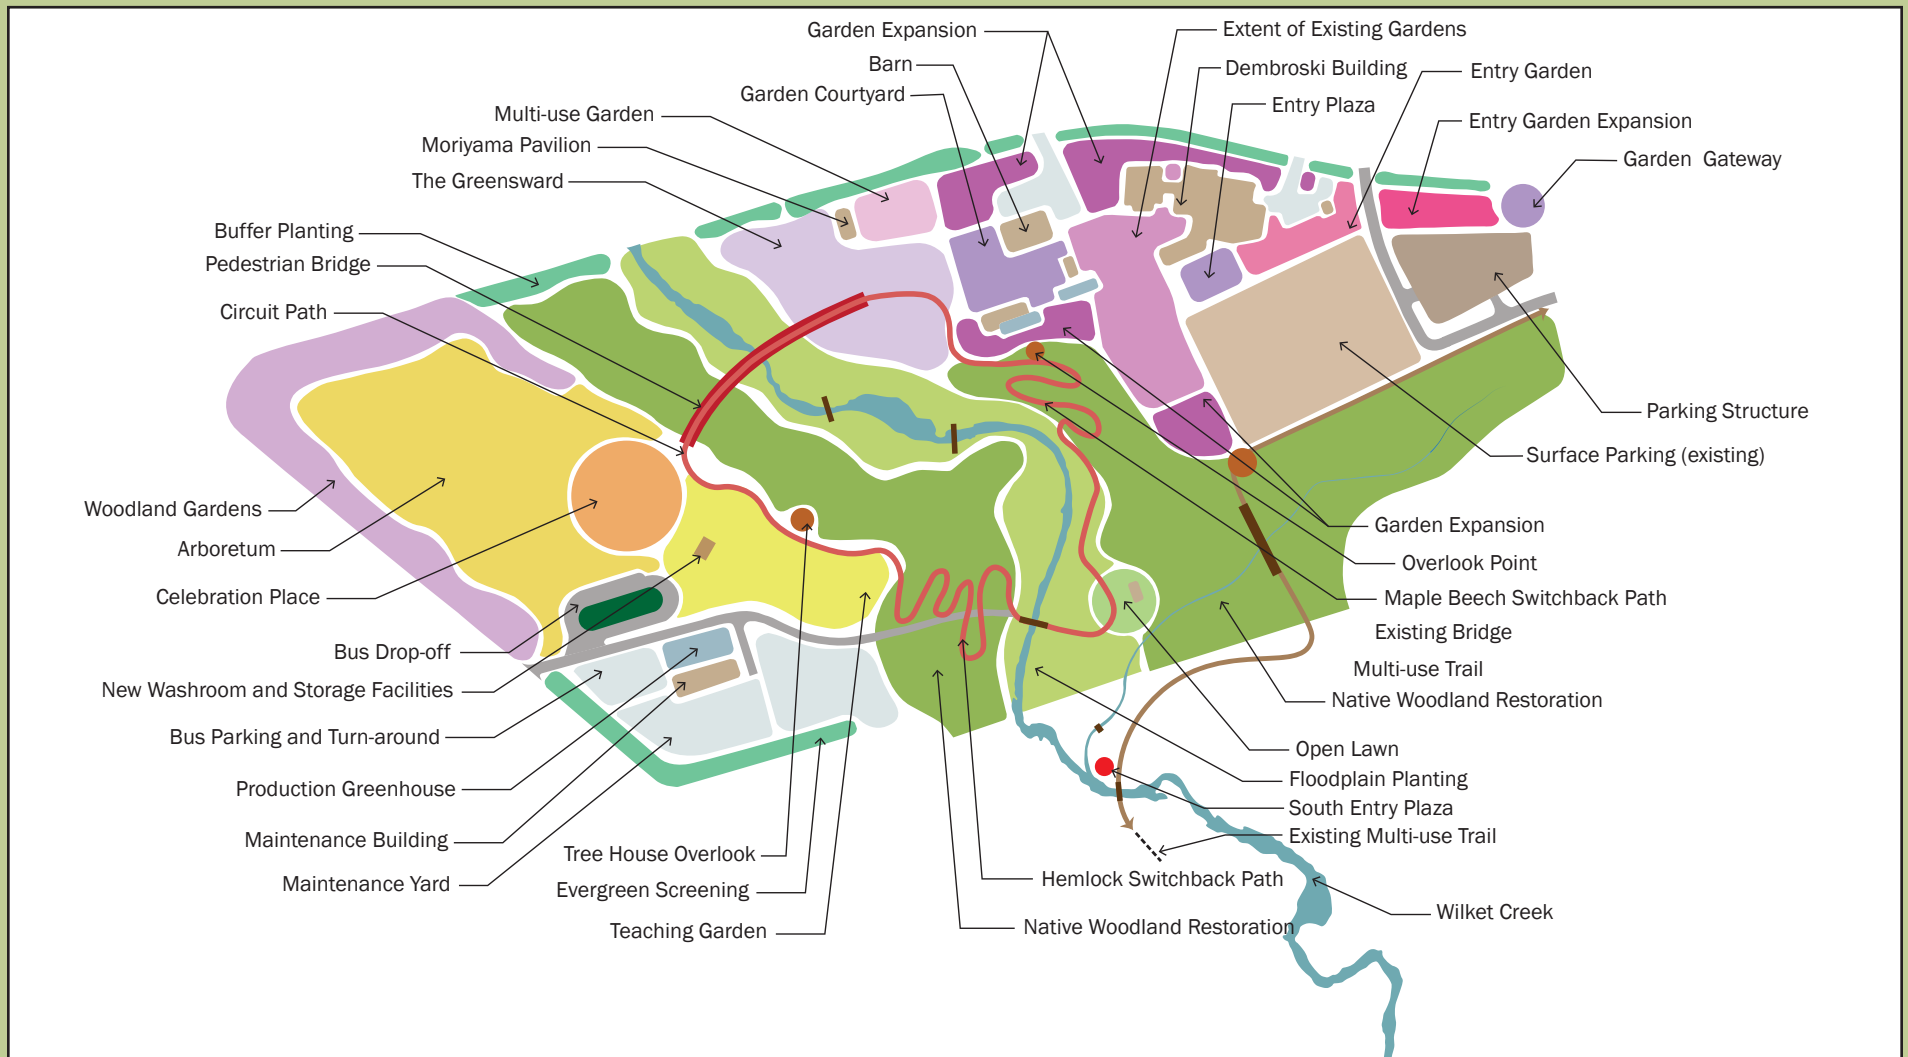 Garden Expansion
Extent of Existing Gardens
Barn
Dembroski Building
Entry Garden
Garden Courtyard
Entry Plaza
Multi-use Garden
Entry Garden Expansion
Moriyama Pavilion
Garden Gateway
The Greensward
Buffer Planting
Pedestrian Bridge
Circuit Path
Parking Structure
Surface Parking (existing)
Woodland Gardens
Garden Expansion
Arboretum
Overlook Point
Celebration Place
Maple Beech Switchback Path
Existing Bridge
Bus Drop-off
Multi-use Trail
New Washroom and Storage Facilities
Native Woodland Restoration
Bus Parking and Turn-around
Open Lawn
Floodplain Planting
Production Greenhouse
South Entry Plaza
Existing Multi-use Trail
Maintenance Building
Tree House Overlook
Maintenance Yard
Hemlock Switchback Path
Evergreen Screening
Wilket Creek
Teaching Garden
Native Woodland Restoration